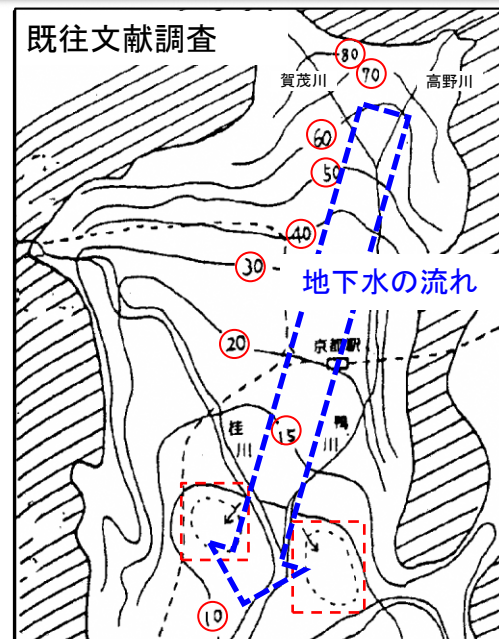 既往文献調査
80
70
賀茂川
高野川
60
50
40
30
地下水の流れ
20
京都駅
15
桂川
鴨川
10